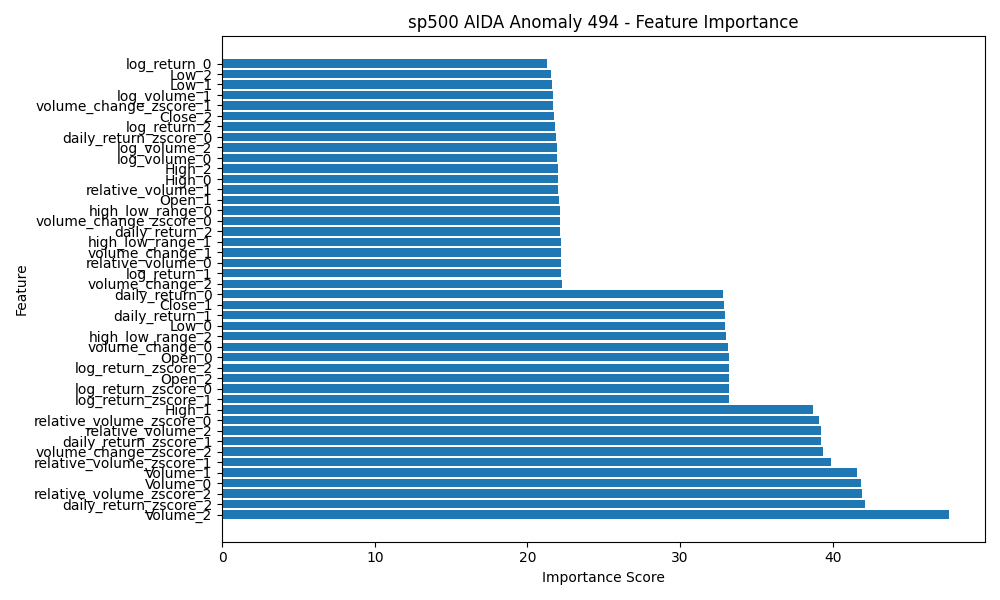 sp500 AIDA Anomaly 494 - Feature Importance
log_return_0
Low_2
Low_1
log_volume_1
volume_change_zscore_1
Close_2
log_return_2
daily_return_zscore_0
log_volume_2
log_volume_0
High_2
High_0
relative_volume_1
Open_1
high_low_range_0
volume_change_zscore_0
daily_return_2
high_low_range_1
volume_change_1
relative_volume_0
log_return_1
volume_change_2
daily_return_0
Close_1
daily_return_1
Low_0
high_low_range_2
volume_change_0
Open_0
log_return_zscore_2
Open_2
log_return_zscore_0
log_return_zscore_1
High_1
relative_volume_zscore_0
relative_volume_2
daily_return_zscore_1
volume_change_zscore_2
relative_volume_zscore_1
Volume_1
Volume_0
relative_volume_zscore_2
daily_return_zscore_2
Volume_2
Feature
0 10 20 30 40
Importance Score